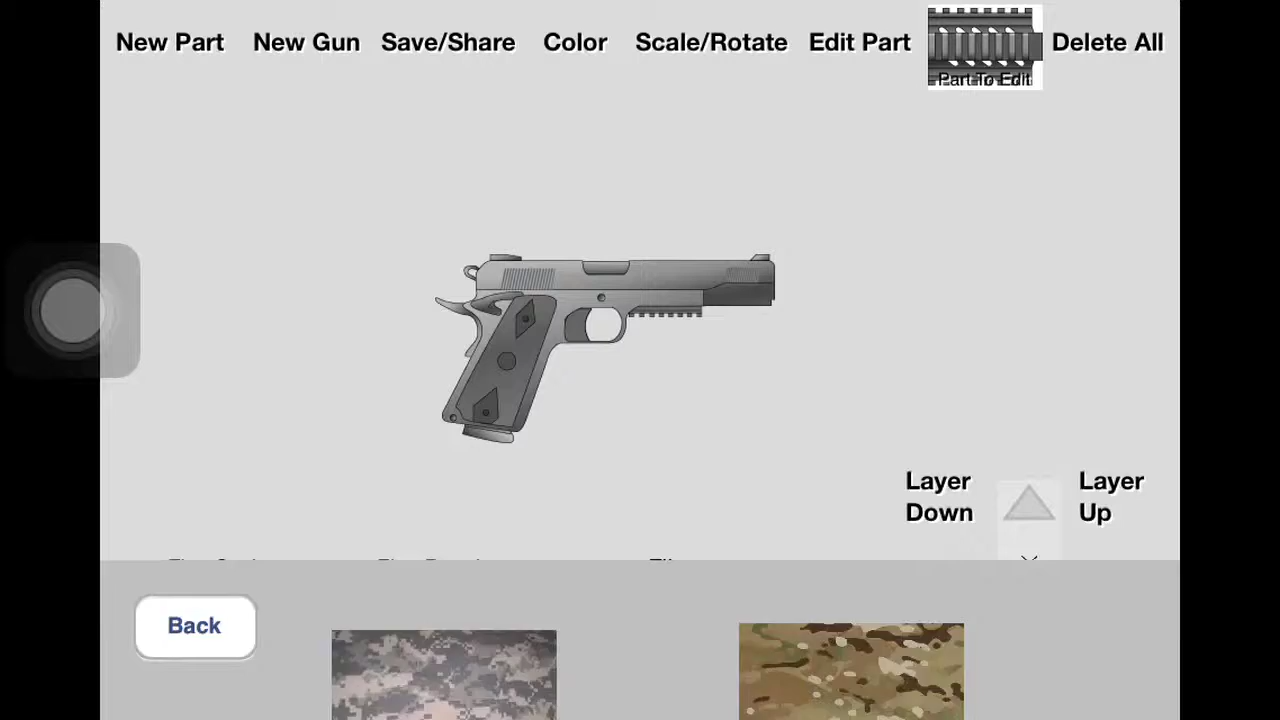 New Part New Gun Save/Share Color Scale/Rotate Edit Part Part To Edit Delete All
Layer Down
Layer Up
Back